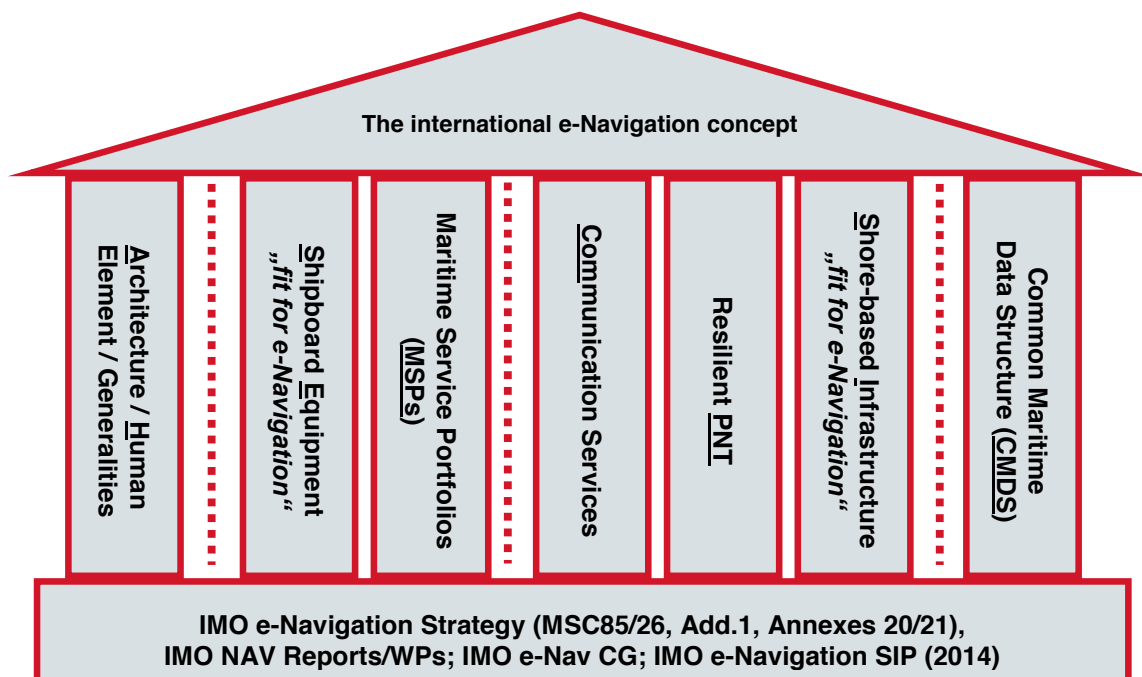 The international e-Navigation concept
Architecture / Human
Element / Generalities
Shipboard Equipment
„fit for e-Navigation“
Maritime Service Portfolios
(MSPs)
Communication Services
Resilient PNT
Shore-based Infrastructure
„fit for e-Navigation“
Common Maritime
Data Structure (CMDS)
IMO e-Navigation Strategy (MSC85/26, Add.1, Annexes 20/21),
IMO NAV Reports/WPs; IMO e-Nav CG; IMO e-Navigation SIP (2014)